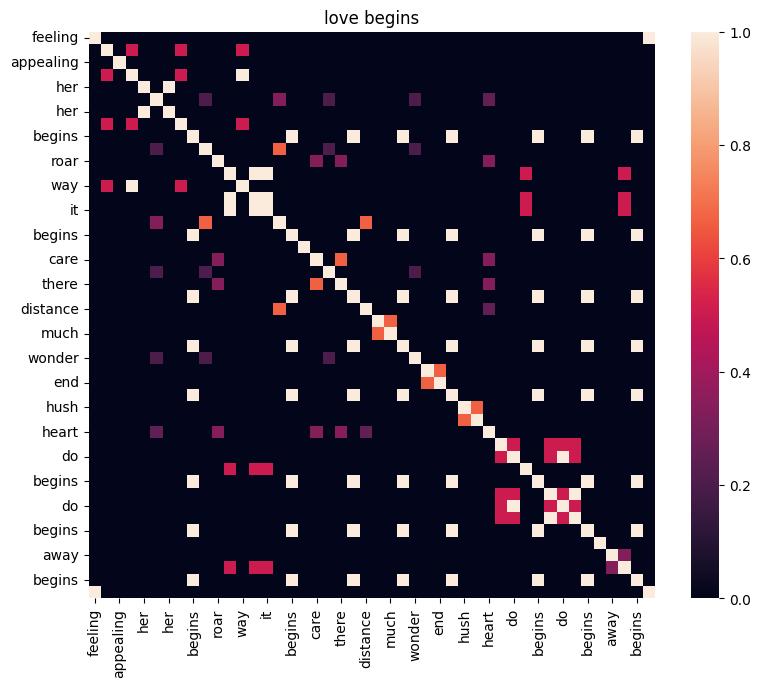 love begins
feeling
appealing
her
her
begins
roar
way
it
begins
care
there
distance
much
wonder
end
hush
heart
do
begins
do
begins
away
begins
1.0
0.8
0.6
0.4
0.2
0.0
feeling
appealing
her
her
begins
roar
way
it
begins
care
there
distance
much
wonder
end
hush
heart
do
begins
do
begins
away
begins